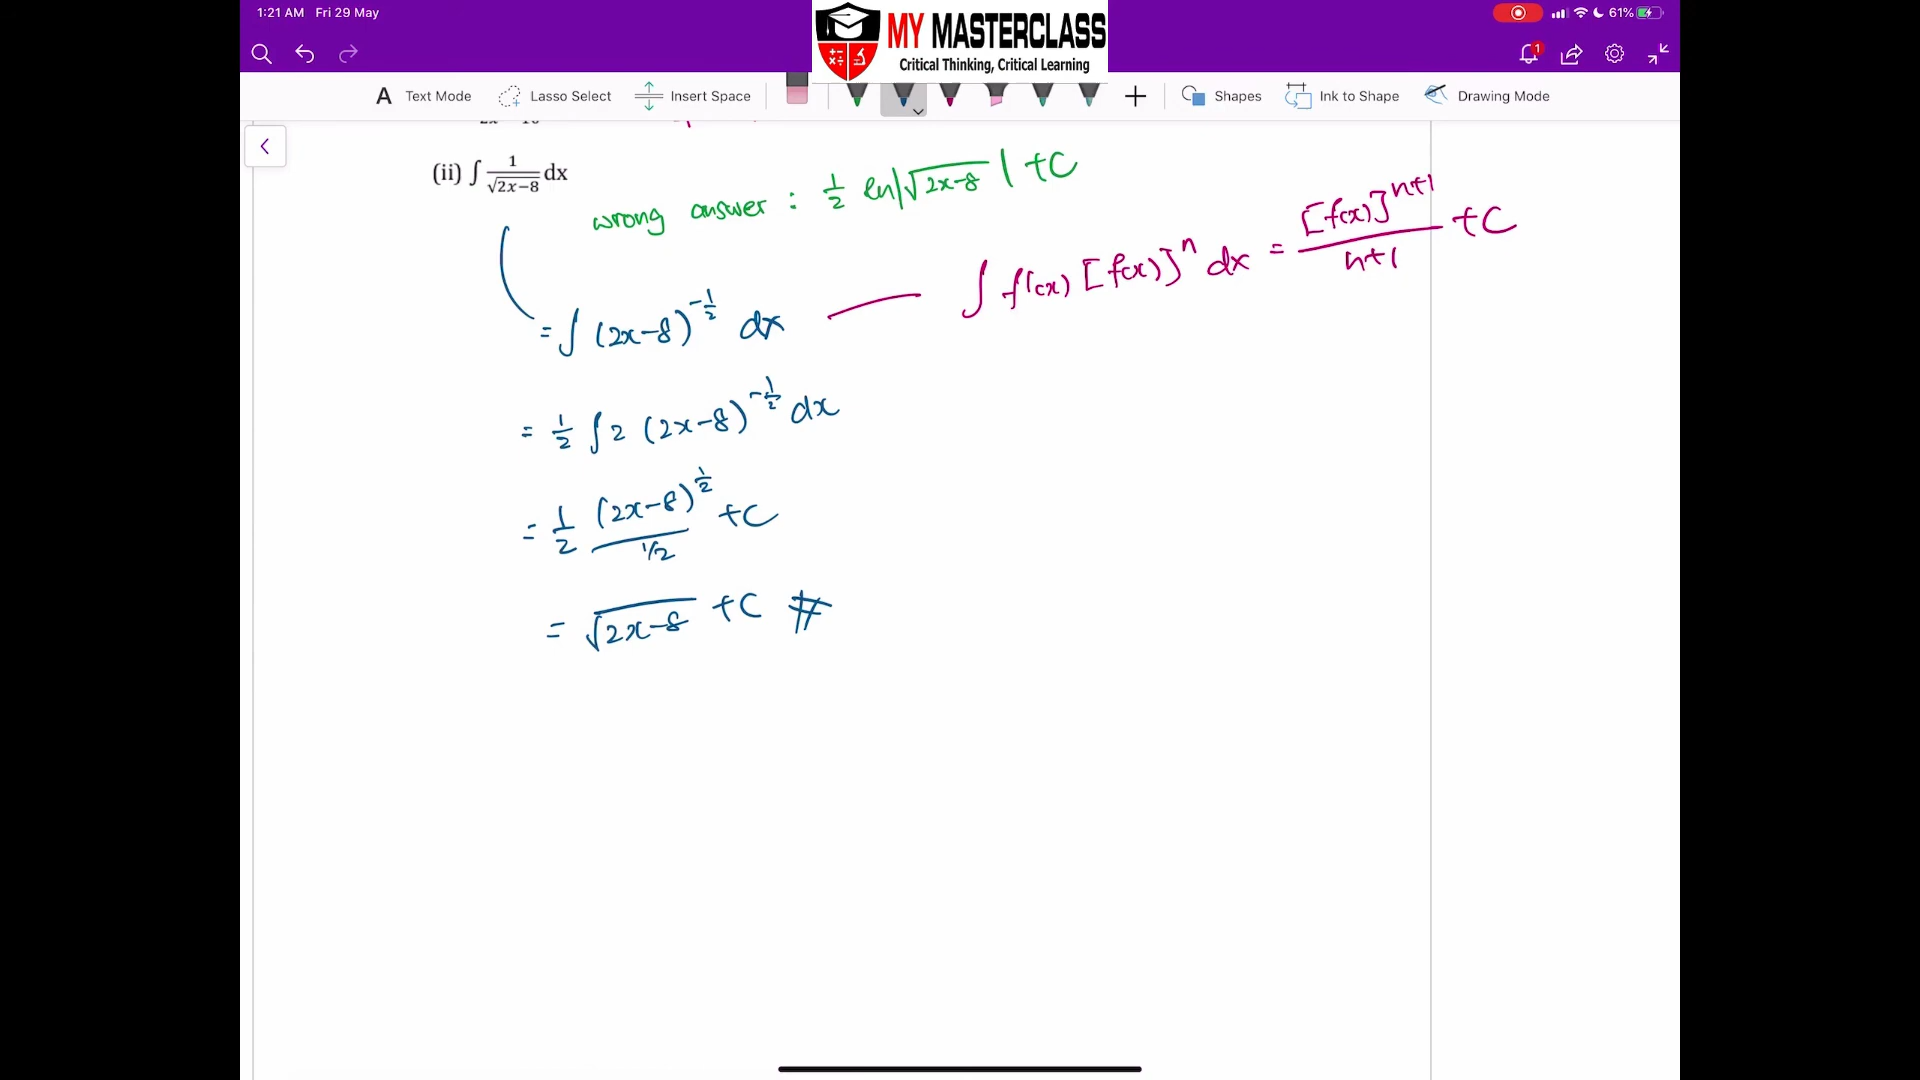 1:21 AM Fri 29 May
61%
MY MASTERCLASS
Critical Thinking, Critical Learning
1
A Text Mode Lasso Select Insert Space Shapes Ink to Shape Drawing Mode
(ii) ∫ 1/√(2x−8) dx
wrong answer : 1/2 ln|√(2x−8)| + C
∫ f'(x) [f(x)]^n dx = [f(x)]^(n+1)/(n+1) + C
= ∫ (2x−8)^(−1/2) dx
= 1/2 ∫ 2 (2x−8)^(−1/2) dx
= 1/2 (2x−8)^(1/2)/(1/2) + C
= √(2x−8) + C #